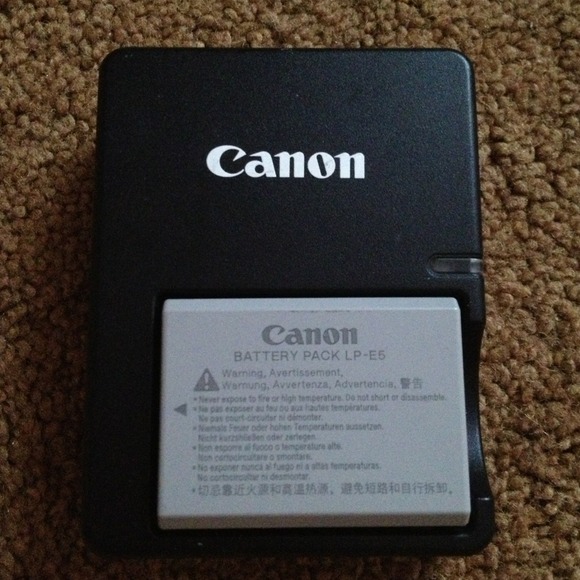 Canon
Canon
BATTERY PACK LP-E5
Warning, Avertissement,
Warnung, Avvertenza, Advertencia, 警告
• Never expose to fire or high temperature. Do not short or disassemble.
• Ne pas exposer au feu ou aux hautes températures.
Ne pas court-circuiter ni démonter.
• Niemals Feuer oder hohen Temperaturen aussetzen.
Nicht kurzshließen oder zerlegen.
• Non esporre al fuoco o temperature alte.
Non cortocircuitare o smontare.
• No exponer nunca al fuego ni a altas temperaturas.
No cortocircuitar ni desmontar.
• 切忌靠近火源和高温热源,避免短路和自行拆卸。